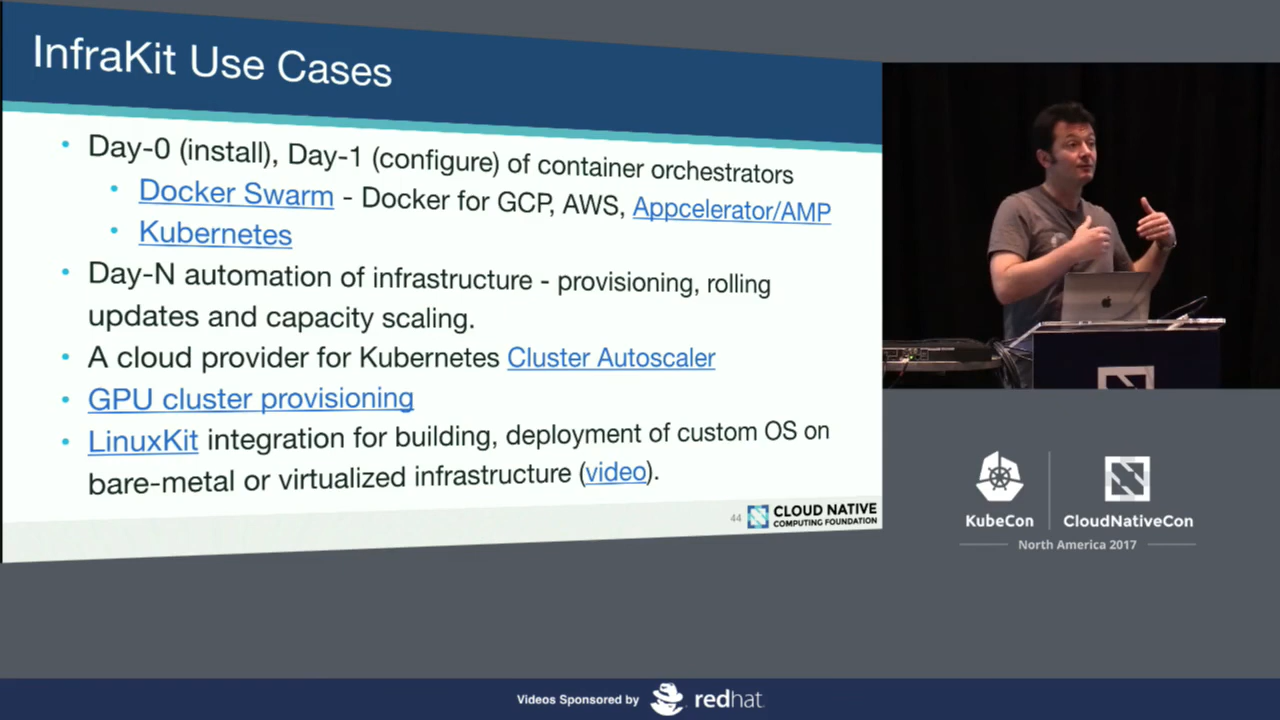 InfraKit Use Cases
• Day-0 (install), Day-1 (configure) of container orchestrators
• Docker Swarm - Docker for GCP, AWS, Appcelerator/AMP
• Kubernetes
• Day-N automation of infrastructure - provisioning, rolling
updates and capacity scaling.
• A cloud provider for Kubernetes Cluster Autoscaler
• GPU cluster provisioning
• LinuxKit integration for building, deployment of custom OS on
bare-metal or virtualized infrastructure (video).
44
CLOUD NATIVE
COMPUTING FOUNDATION
KubeCon
CloudNativeCon
North America 2017
Videos Sponsored by
redhat